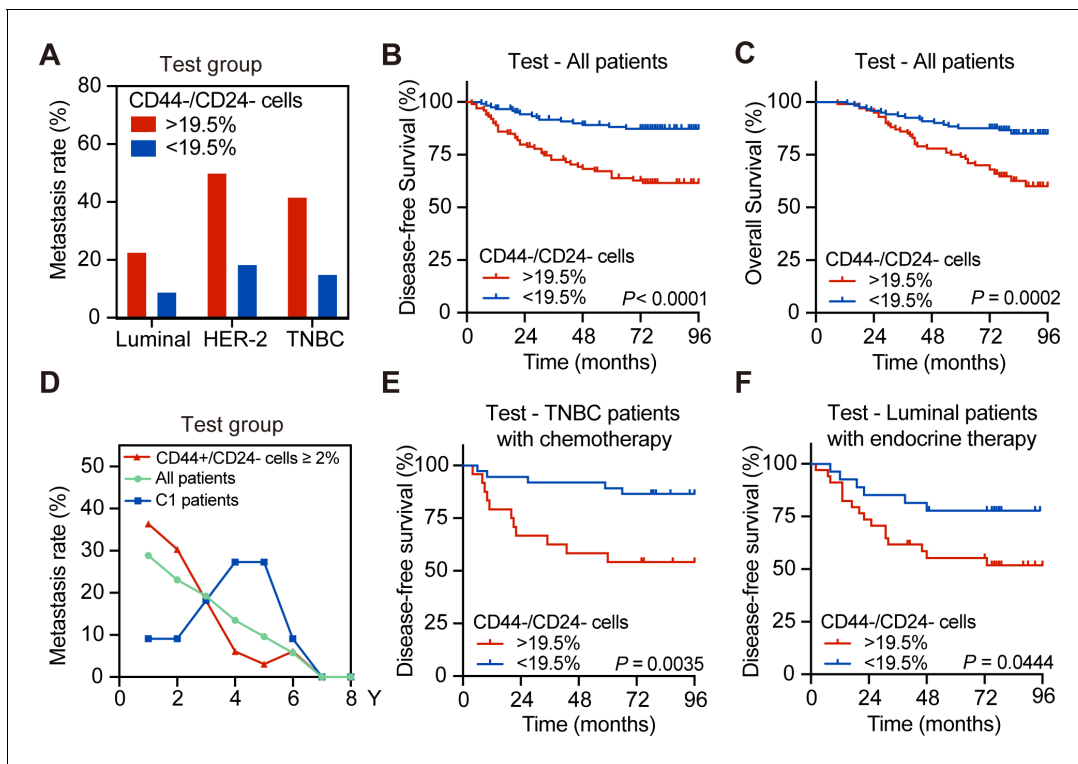 A
Test group
CD44-/CD24- cells
>19.5%
<19.5%
Metastasis rate (%)
80
60
40
20
0
Luminal HER-2 TNBC
B
Test - All patients
Disease-free Survival (%)
100
75
50
25
0
CD44-/CD24- cells
>19.5%
<19.5%
P< 0.0001
0 24 48 72 96
Time (months)
C
Test - All patients
Overall Survival (%)
100
75
50
25
0
CD44-/CD24- cells
>19.5%
<19.5%
P = 0.0002
0 24 48 72 96
Time (months)
D
Test group
CD44+/CD24- cells ≥ 2%
All patients
C1 patients
Metastasis rate (%)
50
40
30
20
10
0
0 2 4 6 8 Y
E
Test - TNBC patients
with chemotherapy
Disease-free survival (%)
100
75
50
25
0
CD44-/CD24- cells
>19.5%
<19.5%
P = 0.0035
0 24 48 72 96
Time (months)
F
Test - Luminal patients
with endocrine therapy
Disease-free survival (%)
100
75
50
25
0
CD44-/CD24- cells
>19.5%
<19.5%
P = 0.0444
0 24 48 72 96
Time (months)